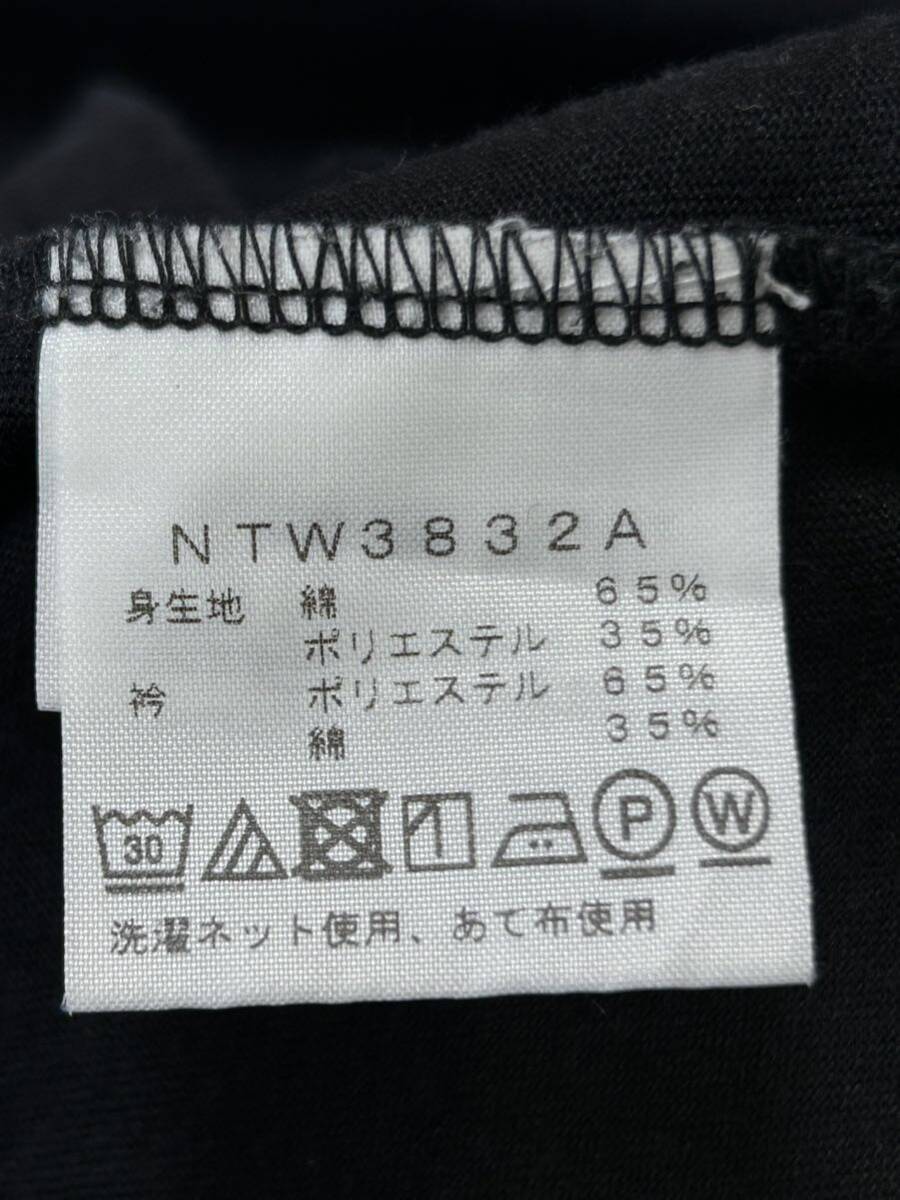 NTW3832A
身生地 綿 65%
ポリエステル 35%
衿 ポリエステル 65%
綿 35%
30 P W
洗濯ネット使用、あて布使用